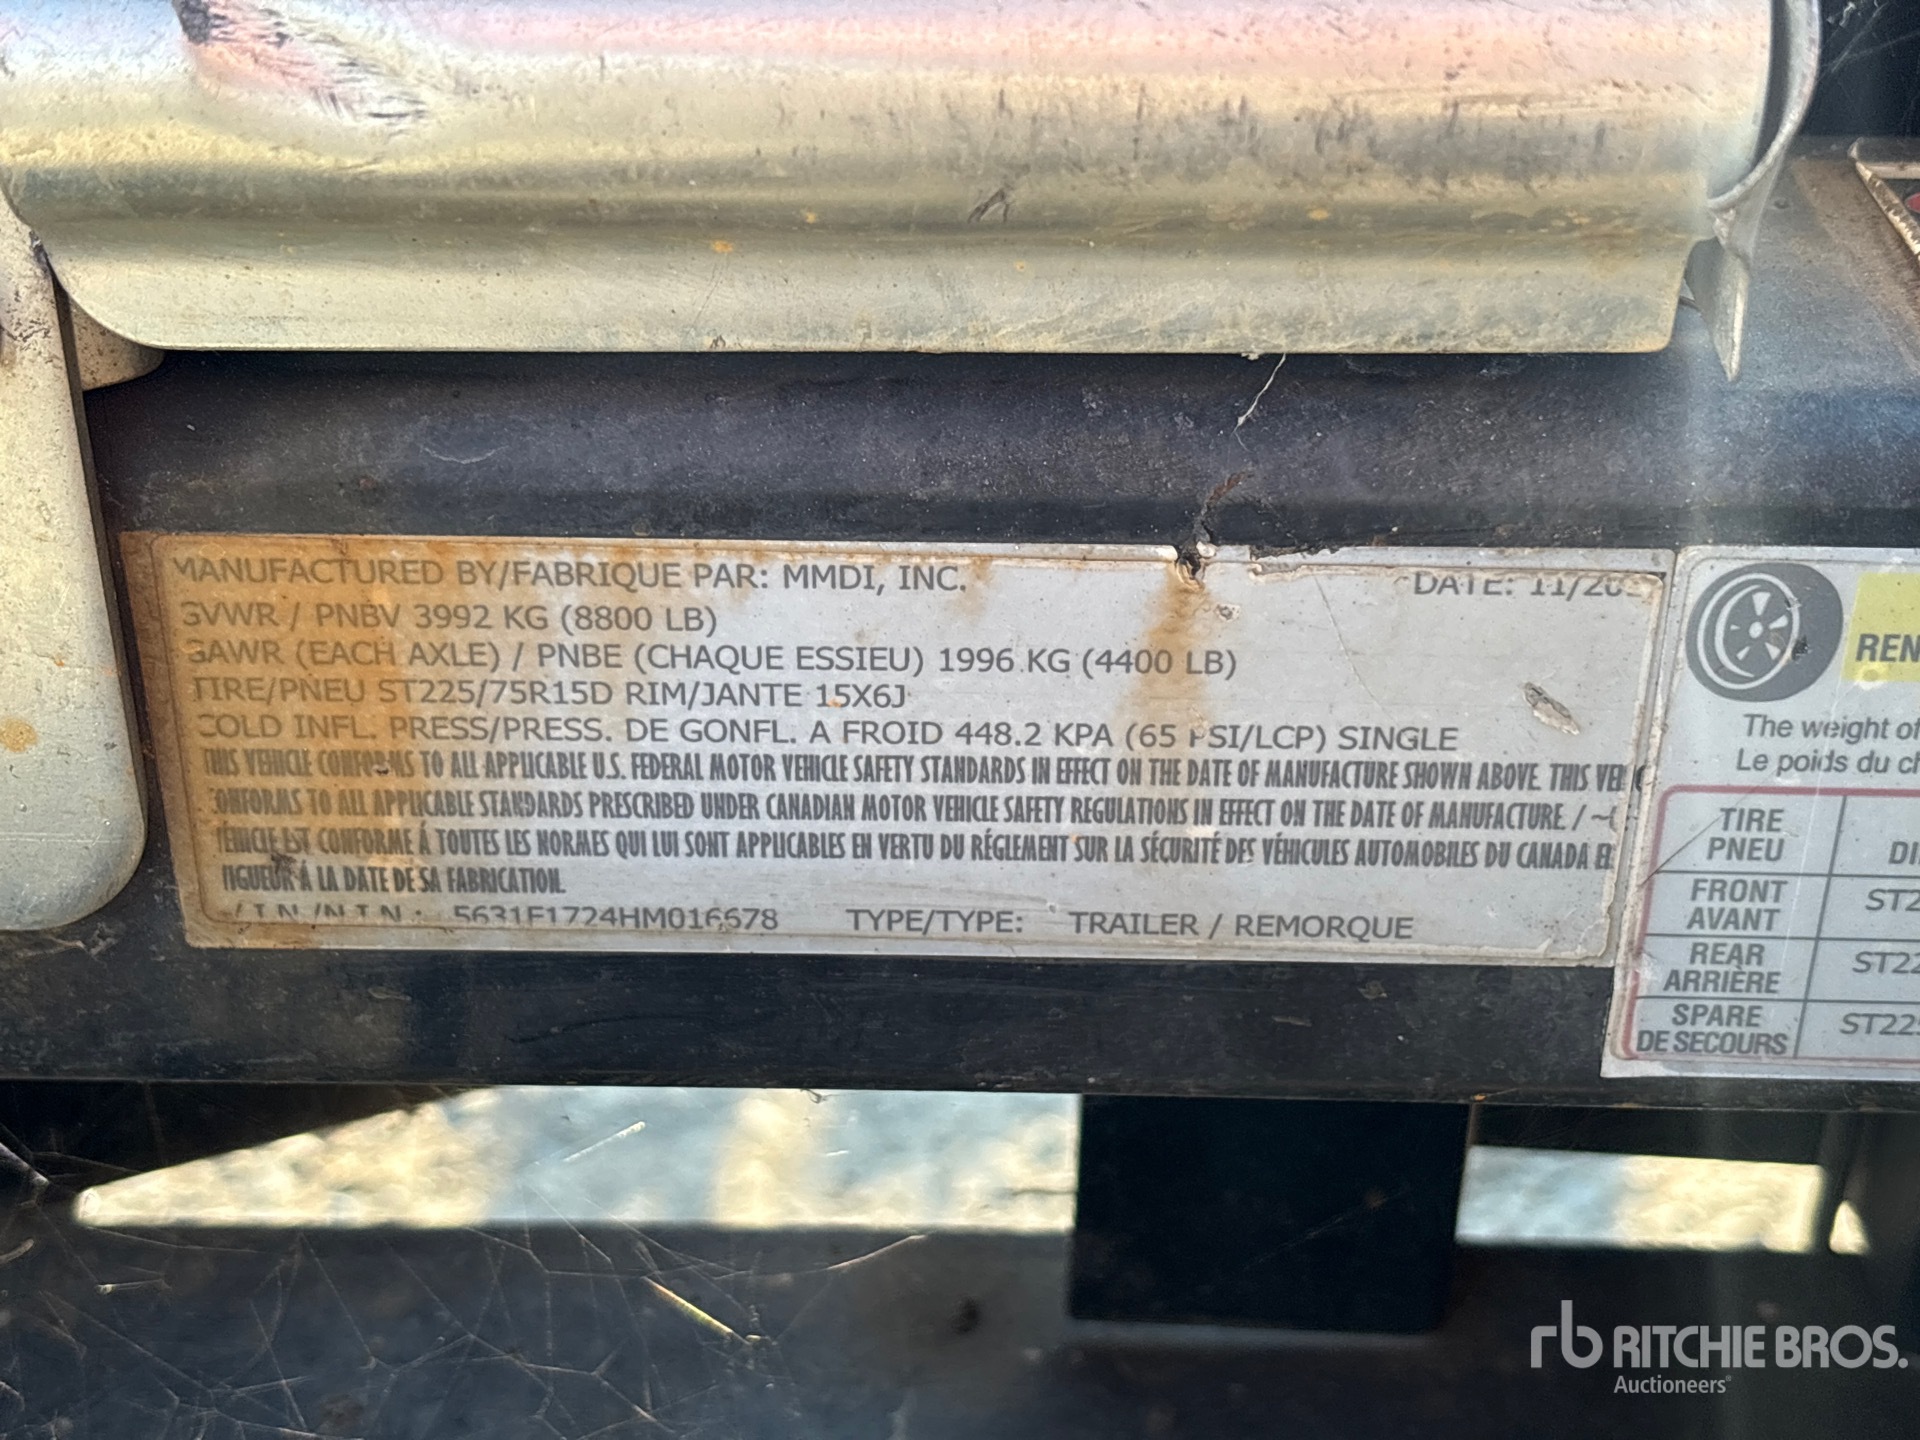 MANUFACTURED BY/FABRIQUE PAR: MMDI, INC. DATE: 11/20
GVWR / PNBV 3992 KG (8800 LB)
GAWR (EACH AXLE) / PNBE (CHAQUE ESSIEU) 1996 KG (4400 LB)
TIRE/PNEU ST225/75R15D RIM/JANTE 15X6J
COLD INFL. PRESS/PRESS. DE GONFL. A FROID 448.2 KPA (65 PSI/LCP) SINGLE
THIS VEHICLE CONFORMS TO ALL APPLICABLE U.S. FEDERAL MOTOR VEHICLE SAFETY STANDARDS IN EFFECT ON THE DATE OF MANUFACTURE SHOWN ABOVE. THIS VEHIC
CONFORMS TO ALL APPLICABLE STANDARDS PRESCRIBED UNDER CANADIAN MOTOR VEHICLE SAFETY REGULATIONS IN EFFECT ON THE DATE OF MANUFACTURE. /
VÉHICLE EST CONFORME Á TOUTES LES NORMES QUI LUI SONT APPLICABLES EN VERTU DU RÉGLEMENT SUR LA SÉCURITÉ DES VÉHICULES AUTOMOBILES DU CANADA E
VIGUEUR Á LA DATE DE SA FABRICATION.
V.I.N./N.I.N.: 5631F1724HM016678 TYPE/TYPE: TRAILER / REMORQUE
REN
The weight of
Le poids du ch
TIRE
PNEU
DI
FRONT
AVANT
ST2
REAR
ARRIÈRE
ST22
SPARE
DE SECOURS
ST225
rb RITCHIE BROS.
Auctioneers